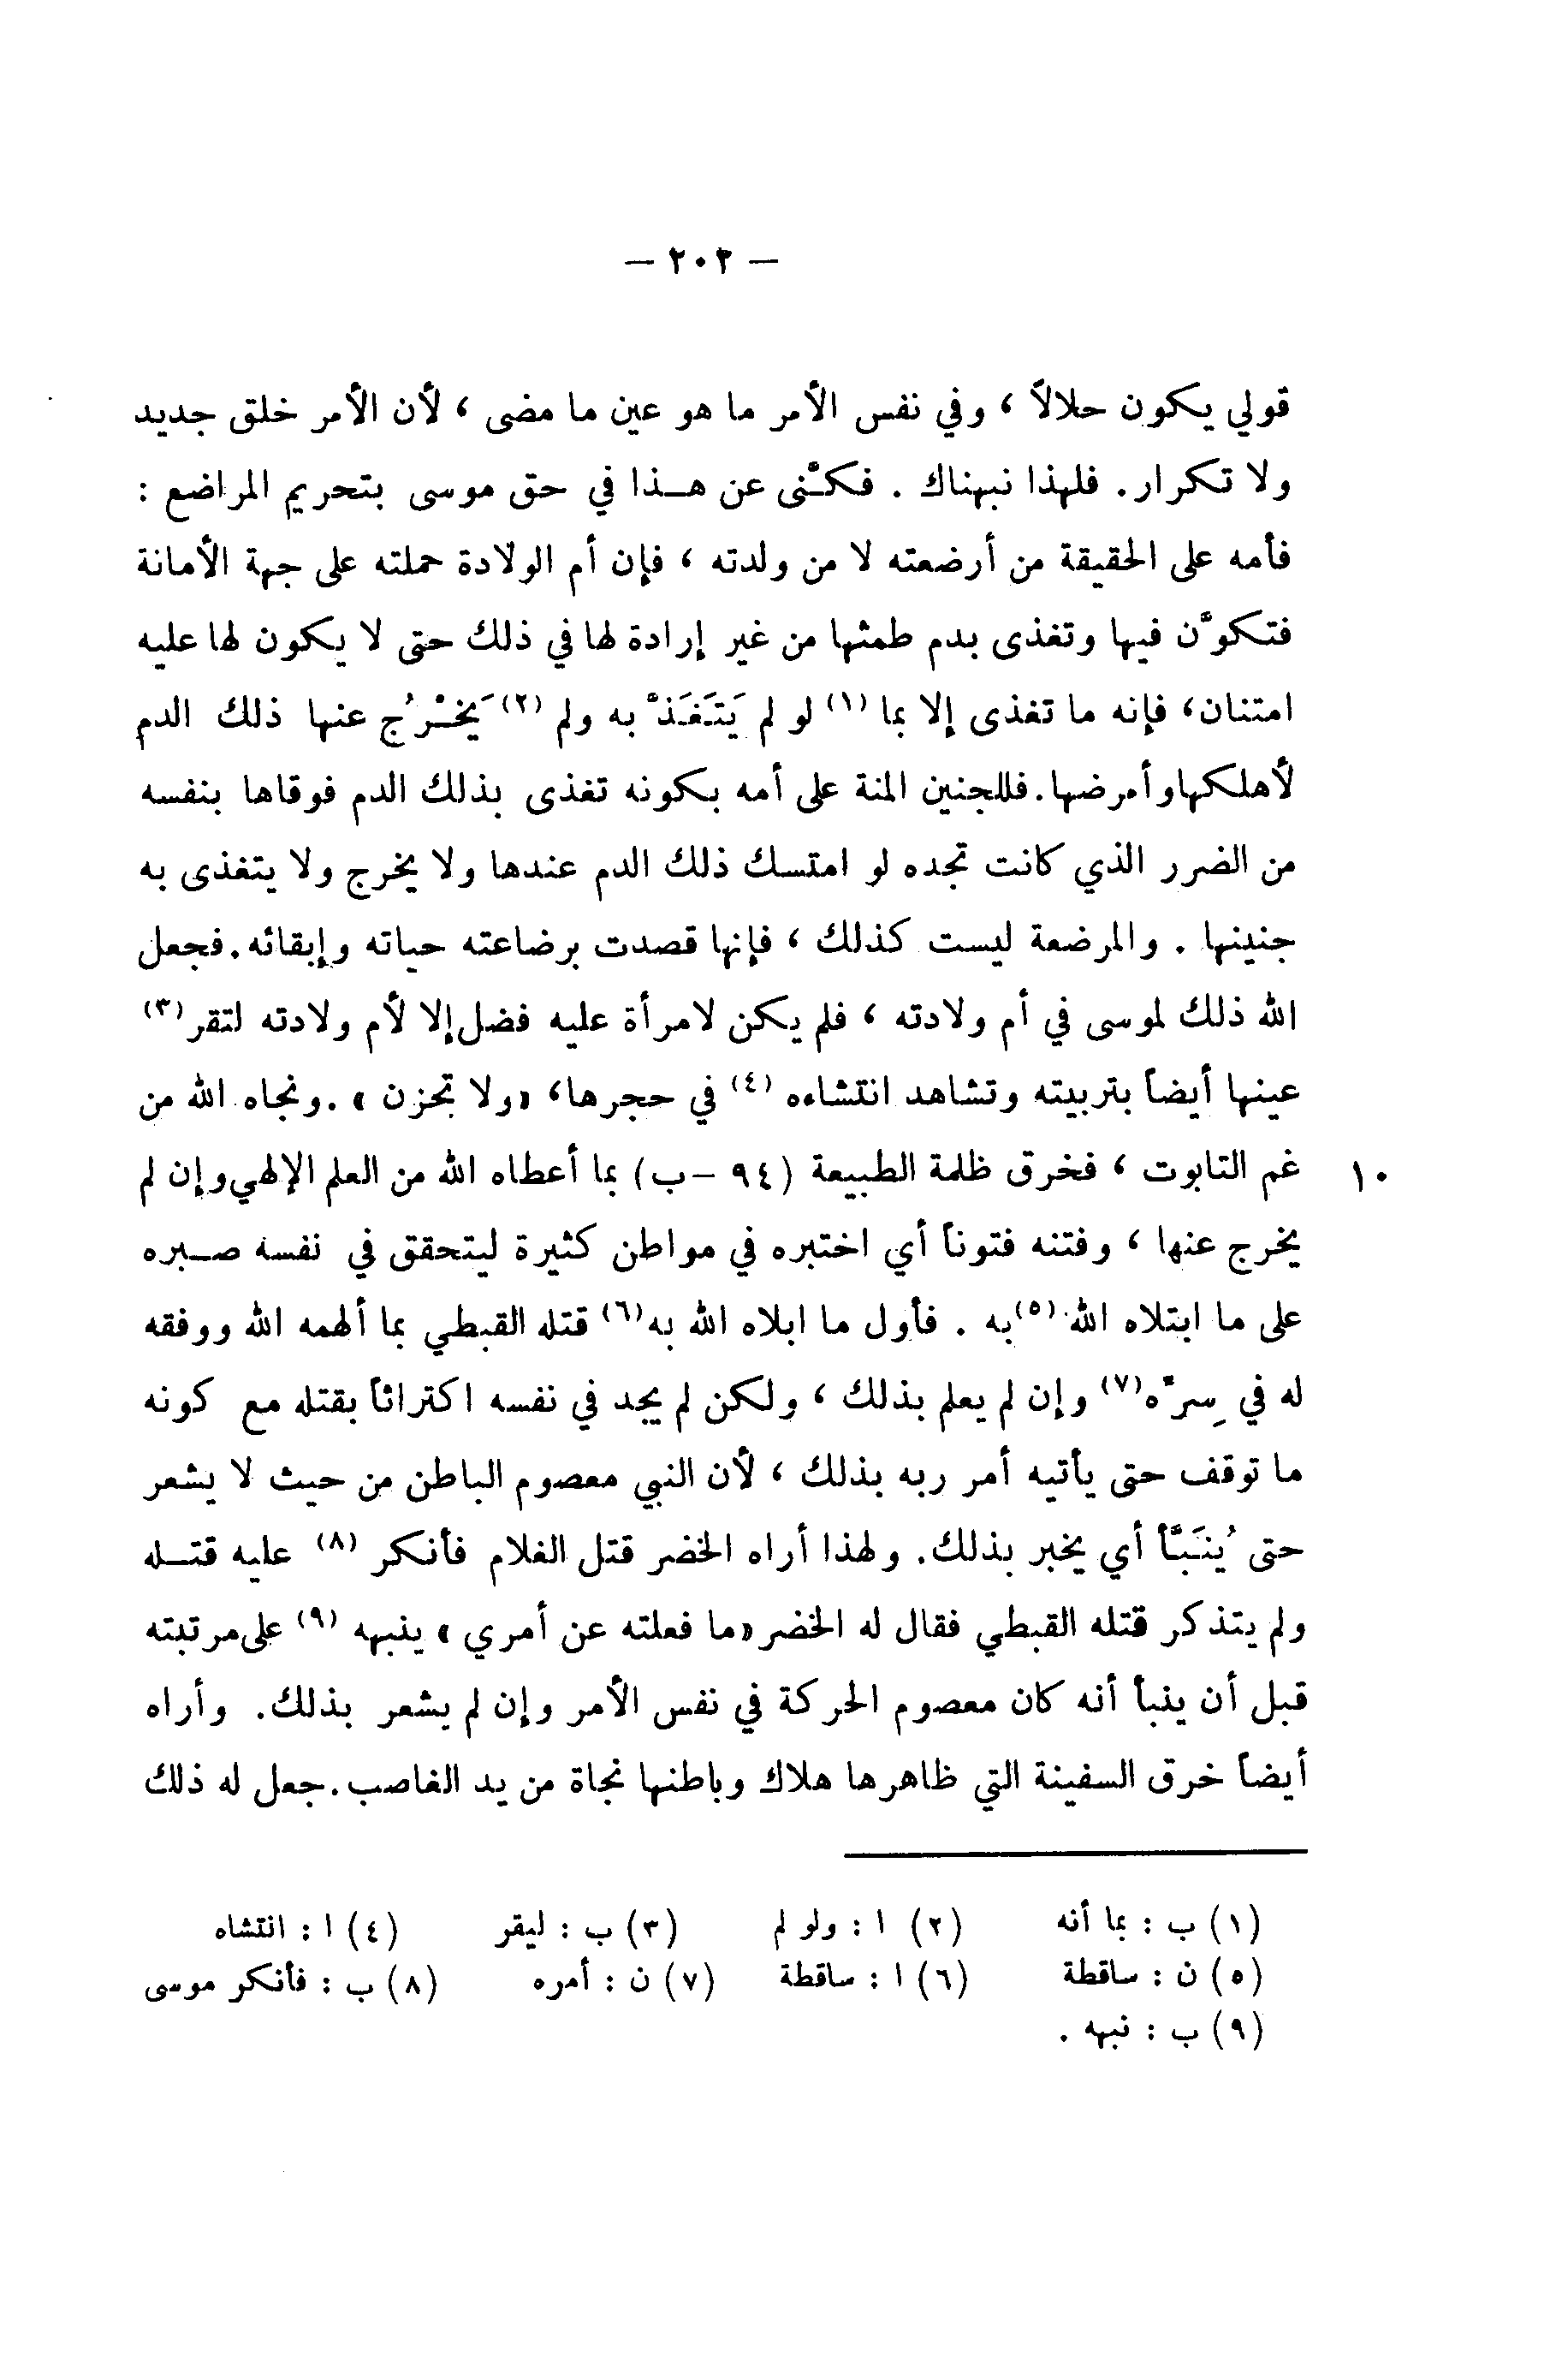 — ٢٠٢ —
قولي يكون حلالاً ، وفي نفس الأمر ما هو عين ما مضى ، لأن الأمر خلق جديد
ولا تكرار . فلهذا نبهناك . فكنَّى عن هـذا في حق موسى بتحريم المراضع :
فأمه على الحقيقة من أرضعته لا من ولدته ، فإن أم الولادة حملته على جهة الأمانة
فتكوَّن فيها وتغذى بدم طمثها من غير إرادة لها في ذلك حتى لا يكون لها عليه
امتنان، فإنه ما تغذى إلا بما (١) لو لم يَتَغَذَّ به ولم (٢) يَخْرُج عنها ذلك الدم
لأهلكها وأمرضها. فللجنين المنة على أمه بكونه تغذى بذلك الدم فوقاها بنفسه
من الضرر الذي كانت تجده لو امتسك ذلك الدم عندها ولا يخرج ولا يتغذى به
جنينها . والمرضعة ليست كذلك ، فإنها قصدت برضاعته حياته وإبقائه. فجعل
الله ذلك لموسى في أم ولادته ، فلم يكن لامرأة عليه فضل إلا لأم ولادته لتقر (٣)
عينها أيضاً بتربيته وتشاهد انتشاءه (٤) في حجرها، «ولا تحزن» . ونجاه الله من
١٠ غم التابوت ، فخرق ظلمة الطبيعة (٩٤ – ب) بما أعطاه الله من العلم الإلهي وإن لم
يخرج عنها ، وفتنه فتوناً أي اختبره في مواطن كثيرة ليتحقق في نفسه صـبره
على ما ابتلاه الله (٥) به . فأول ما ابلاه الله به (٦) قتله القبطي بما ألهمه الله ووفقه
له في سِرِّه (٧) وإن لم يعلم بذلك ، ولكن لم يجد في نفسه اكتراثاً بقتله مع كونه
ما توقف حتى يأتيه أمر ربه بذلك ، لأن النبي معصوم الباطن من حيث لا يشعر
حتى يُنَبَّأ أي يخبر بذلك. ولهذا أراه الخضر قتل الغلام فأنكر (٨) عليه قتـله
ولم يتذكر قتله القبطي فقال له الخضر «ما فعلته عن أمري» ينبهه (٩) على مرتبته
قبل أن ينبأ أنه كان معصوم الحركة في نفس الأمر وإن لم يشعر بذلك. وأراه
أيضاً خرق السفينة التي ظاهرها هلاك وباطنها نجاة من يد الغاصب. جعل له ذلك
(١) ب : بما أنه (٢) ا : ولو لم (٣) ب : ليقر (٤) ا : انتشاه
(٥) ن : ساقطة (٦) ا : ساقطة (٧) ن : أمره (٨) ب : فأنكر موسى
(٩) ب : نبهه .